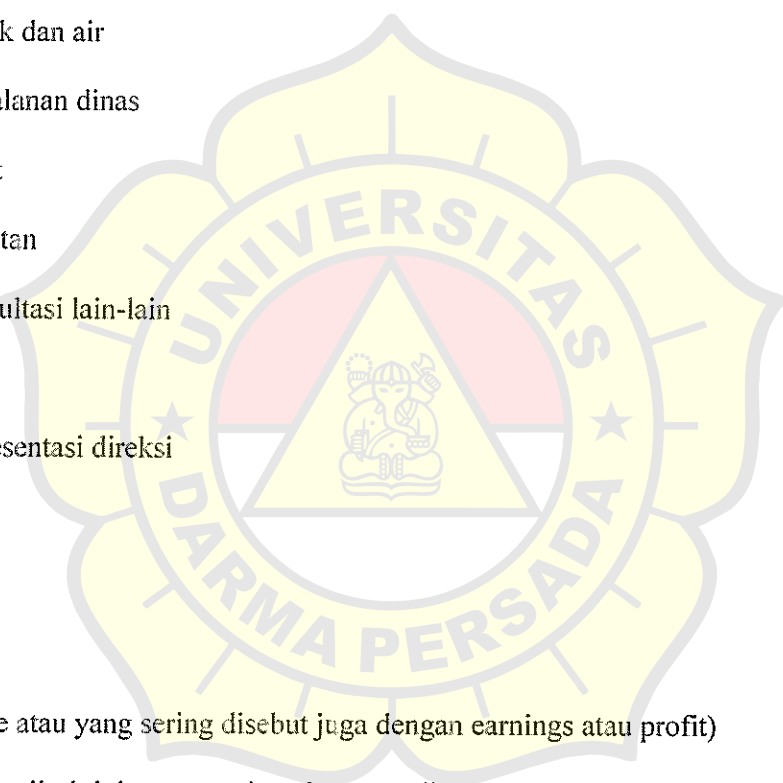 k dan air
alanan dinas
t
tan
ultasi lain-lain
esentasi direksi
e atau yang sering disebut juga dengan earnings atau profit)
UNIVERSITAS
DARMA PERSADA